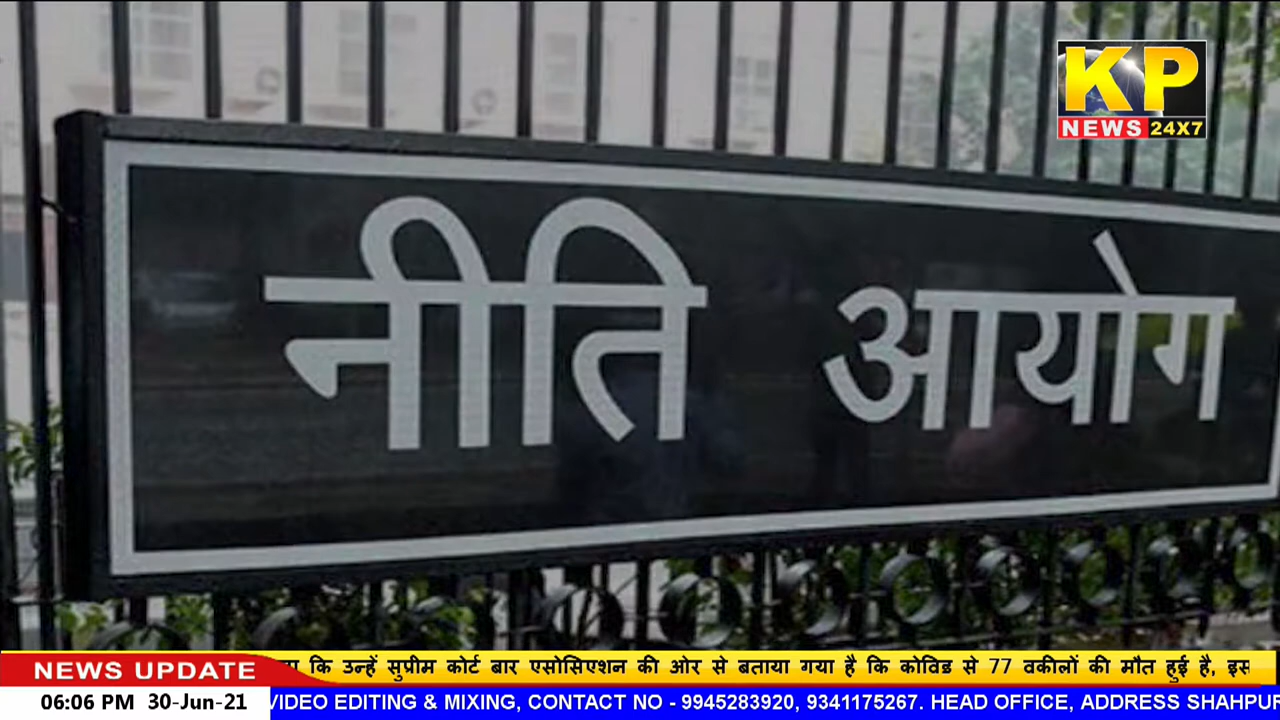 KP
NEWS 24X7
नीति आयोग
NEWS UPDATE
कि उन्हें सुप्रीम कोर्ट बार एसोसिएशन की ओर से बताया गया है कि कोविड से 77 वकीलों की मौत हुई है, इस
06:06 PM 30-Jun-21
VIDEO EDITING & MIXING, CONTACT NO - 9945283920, 9341175267. HEAD OFFICE, ADDRESS SHAHPUR